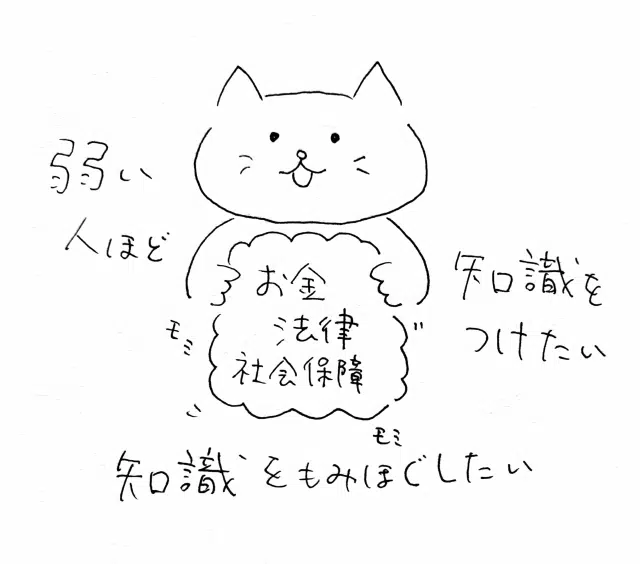 弱い
人ほど
お金
法律
社会保障
知識を
つけたい
モミ
モミ
知識をもみほぐしたい